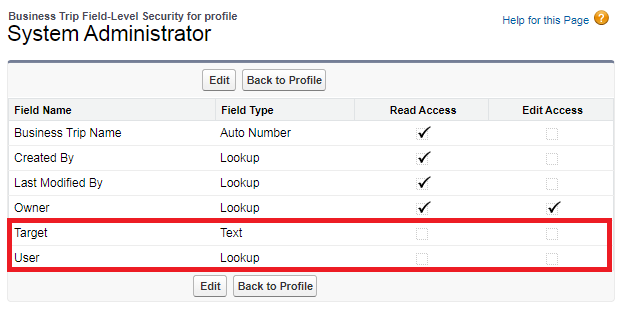 Business Trip Field-Level Security for profile
System Administrator
Help for this Page ?
Edit Back to Profile
Field Name Field Type Read Access Edit Access
Business Trip Name Auto Number
Created By Lookup
Last Modified By Lookup
Owner Lookup
Target Text
User Lookup
Edit Back to Profile